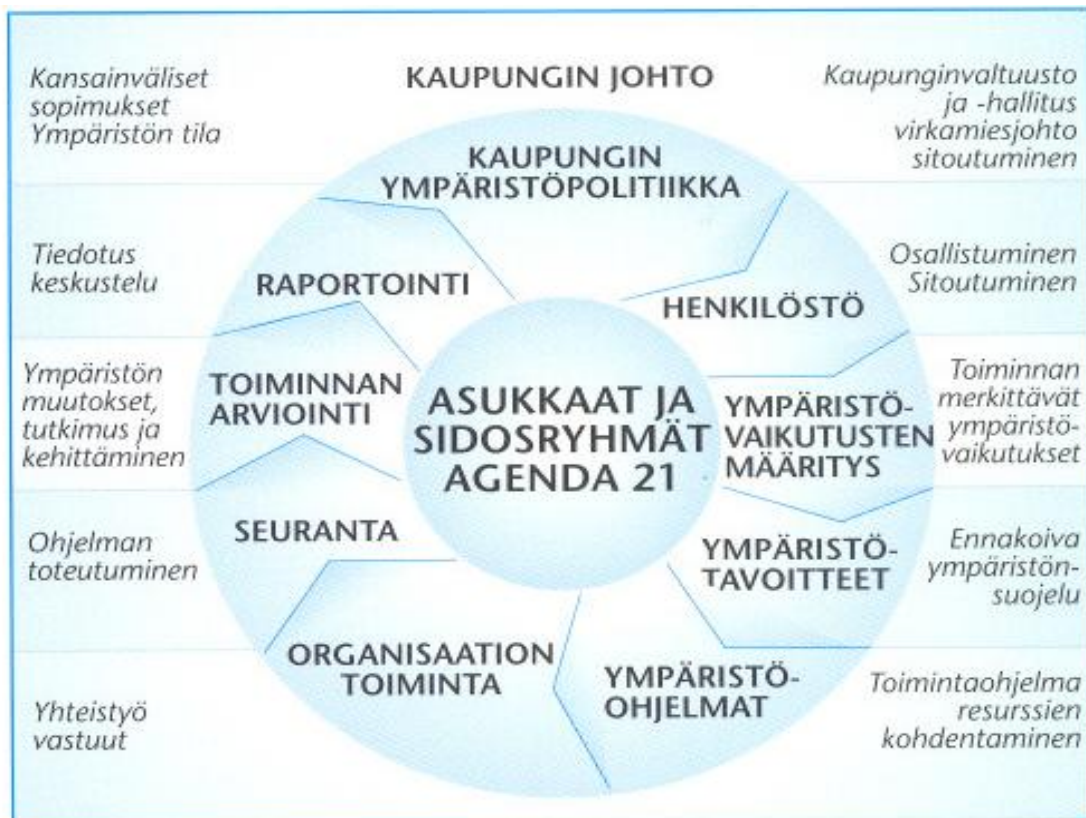 KAUPUNGIN JOHTO
Kansainväliset
sopimukset
Ympäristön tila
Kaupunginvaltuusto
ja -hallitus
virkamiesjohto
sitoutuminen
KAUPUNGIN
YMPÄRISTÖPOLITIIKKA
Tiedotus
keskustelu
RAPORTOINTI
HENKILÖSTÖ
Osallistuminen
Sitoutuminen
Ympäristön
muutokset,
tutkimus ja
kehittäminen
TOIMINNAN
ARVIOINTI
ASUKKAAT JA
SIDOSRYHMÄT
AGENDA 21
YMPÄRISTÖ-
VAIKUTUSTEN
MÄÄRITYS
Toiminnan
merkittävät
ympäristö-
vaikutukset
Ohjelman
toteutuminen
SEURANTA
YMPÄRISTÖ-
TAVOITTEET
Ennakoiva
ympäristön-
suojelu
Yhteistyö
vastuut
ORGANISAATION
TOIMINTA
YMPÄRISTÖ-
OHJELMAT
Toimintaohjelma
resurssien
kohdentaminen